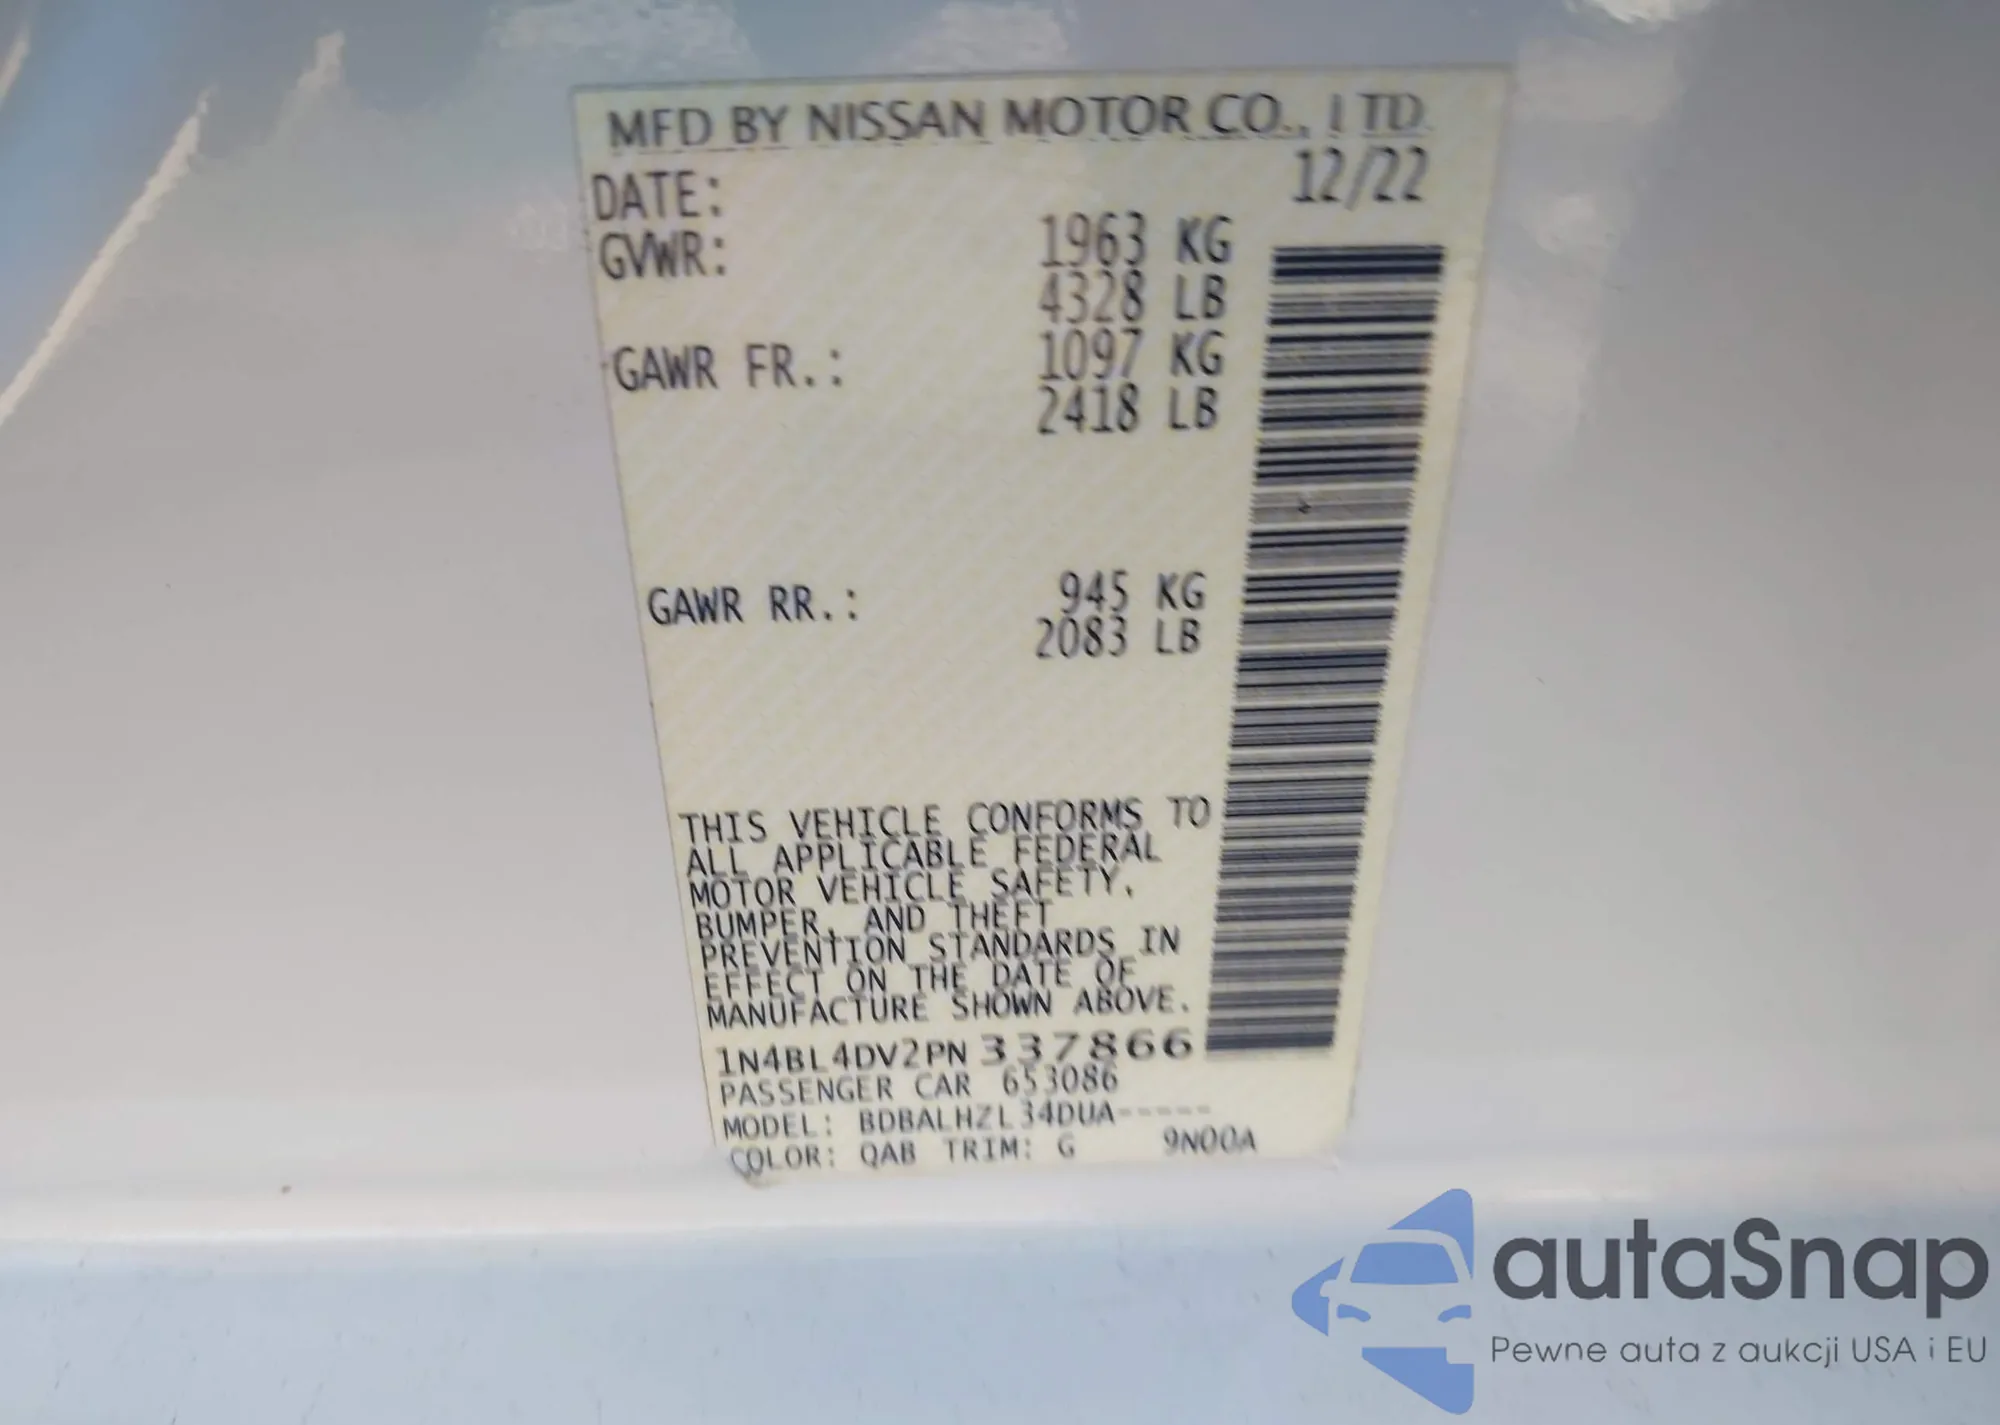 MFD BY NISSAN MOTOR CO., LTD.
DATE: 12/22
GVWR: 1963 KG
4328 LB
GAWR FR.: 1097 KG
2418 LB
GAWR RR.: 945 KG
2083 LB
THIS VEHICLE CONFORMS TO
ALL APPLICABLE FEDERAL
MOTOR VEHICLE SAFETY,
BUMPER, AND THEFT
PREVENTION STANDARDS IN
EFFECT ON THE DATE OF
MANUFACTURE SHOWN ABOVE.
1N4BL4DV2PN337866
PASSENGER CAR 653086
MODEL: BDBALHZL34DUA-----
COLOR: QAB TRIM: G 9N00A
autaSnap
Pewne auta z aukcji USA i EU